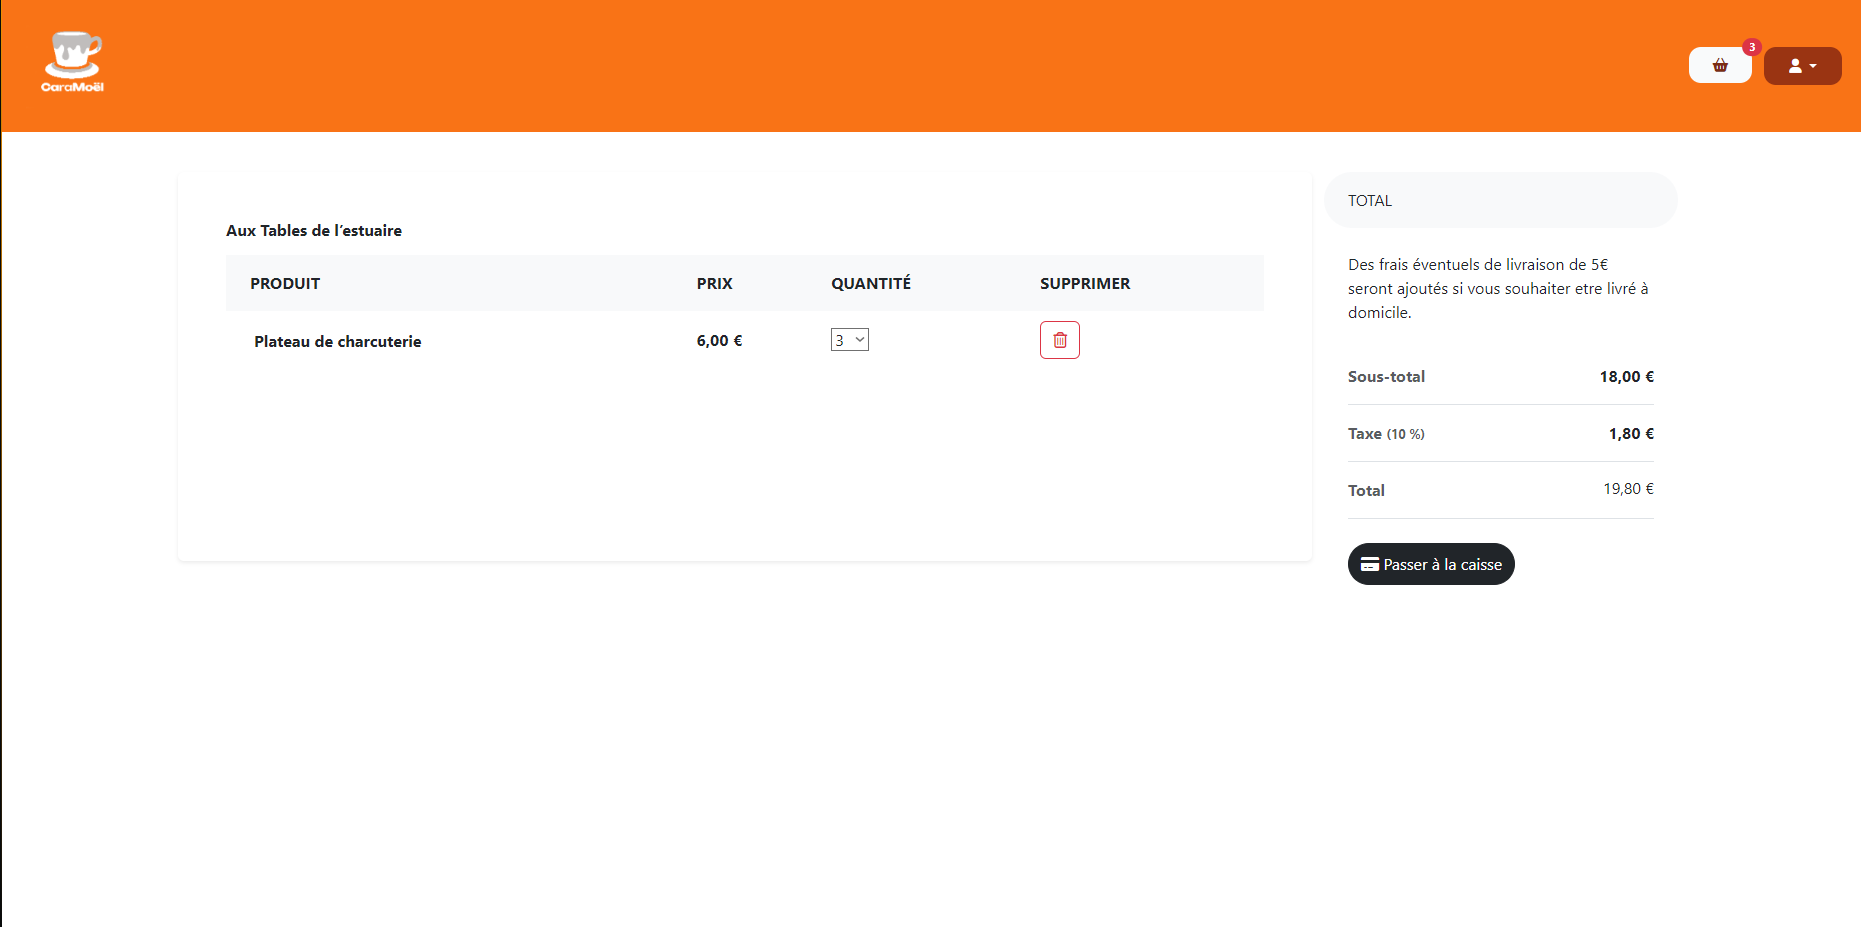 CaraMoël
3
Aux Tables de l’estuaire
PRODUIT PRIX QUANTITÉ SUPPRIMER
Plateau de charcuterie 6,00 € 3
TOTAL
Des frais éventuels de livraison de 5€
seront ajoutés si vous souhaiter etre livré à
domicile.
Sous-total 18,00 €
Taxe (10 %) 1,80 €
Total 19,80 €
Passer à la caisse